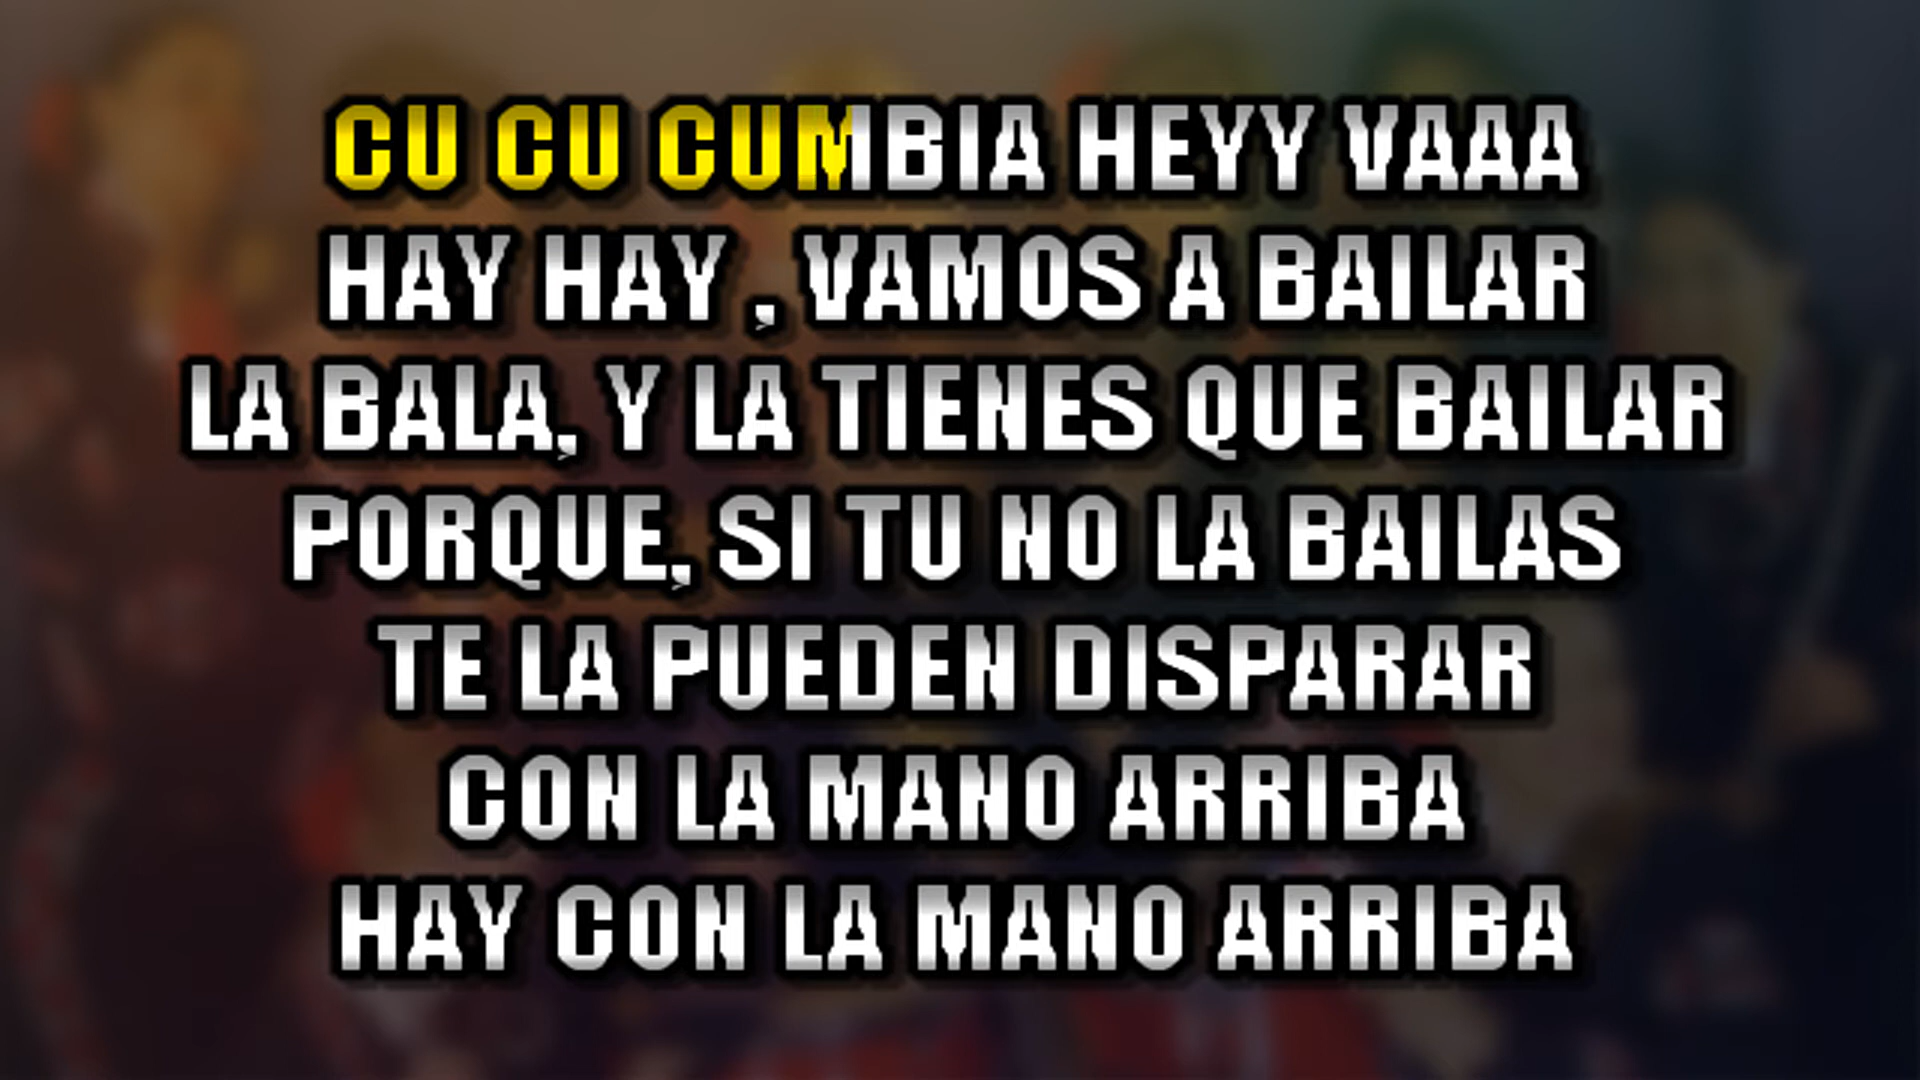 CU CU CUMBIA HEYY VAAA
HAY HAY , VAMOS A BAILAR
LA BALA, Y LA TIENES QUE BAILAR
PORQUE, SI TU NO LA BAILAS
TE LA PUEDEN DISPARAR
CON LA MANO ARRIBA
HAY CON LA MANO ARRIBA